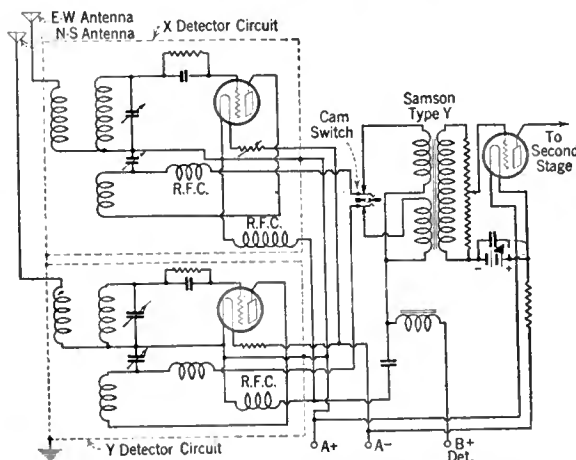 E-W Antenna
N-S Antenna
X Detector Circuit
Cam
Switch
Samson
Type Y
To
Second
Stage
R.F.C.
R.F.C.
- +
R.F.C.
Y Detector Circuit
A+
A-
B+
Det.